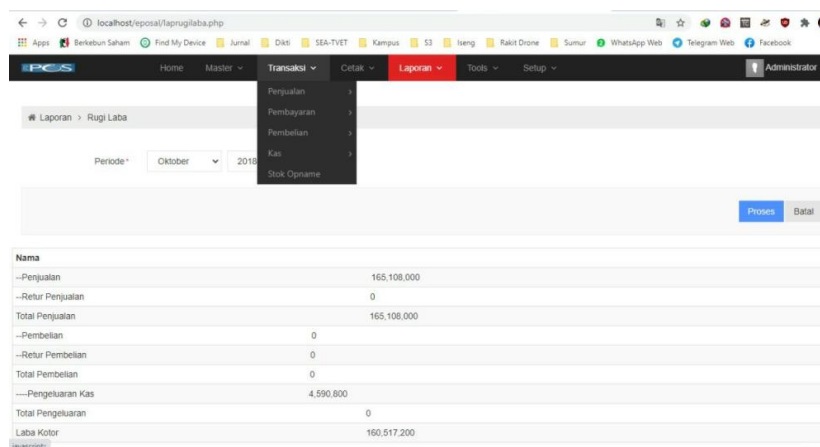 localhost/eposal/laprugilaba.php
Apps Berkebun Saham Find My Device Jurnal Dikti SEA-TVET Kampus S3 Iseng Rakit Drone Sumur WhatsApp Web Telegram Web Facebook
IPCS Home Master Transaksi Cetak Laporan Tools Setup Administrator
Penjualan
Pembayaran
Pembelian
Kas
Stok Opname
Laporan > Rugi Laba
Periode* Oktober 2018
Proses Batal
Nama
--Penjualan 165,108,000
--Retur Penjualan 0
Total Penjualan 165,108,000
--Pembelian 0
--Retur Pembelian 0
Total Pembelian 0
----Pengeluaran Kas 4,590,800
Total Pengeluaran 0
Laba Kotor 160,517,200